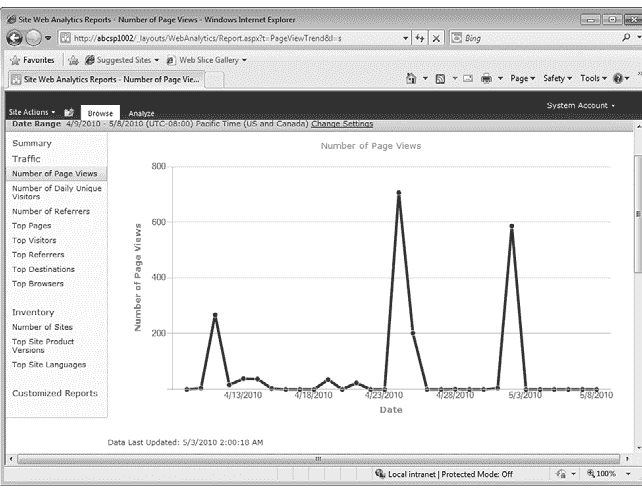 Site Web Analytics Reports - Number of Page Views - Windows Internet Explorer
http://abcsp1002/_layouts/WebAnalytics/Report.aspx?t=PageViewTrend&l=s
Bing
Favorites
Suggested Sites
Web Slice Gallery
Site Web Analytics Reports - Number of Page Vie...
Page
Safety
Tools
System Account
Site Actions
Browse
Analyze
Date Range 4/9/2010 - 5/8/2010 (UTC-08:00) Pacific Time (US and Canada) Change Settings
Summary
Traffic
Number of Page Views
Number of Daily Unique
Visitors
Number of Referrers
Top Pages
Top Visitors
Top Referrers
Top Destinations
Top Browsers
Inventory
Number of Sites
Top Site Product
Versions
Top Site Languages
Customized Reports
Number of Page Views
Number of Page Views
800
600
400
200
4/13/2010 4/18/2010 4/23/2010 4/28/2010 5/3/2010 5/8/2010
Date
Data Last Updated: 5/3/2010 2:00:18 AM
Local intranet | Protected Mode: Off
100%